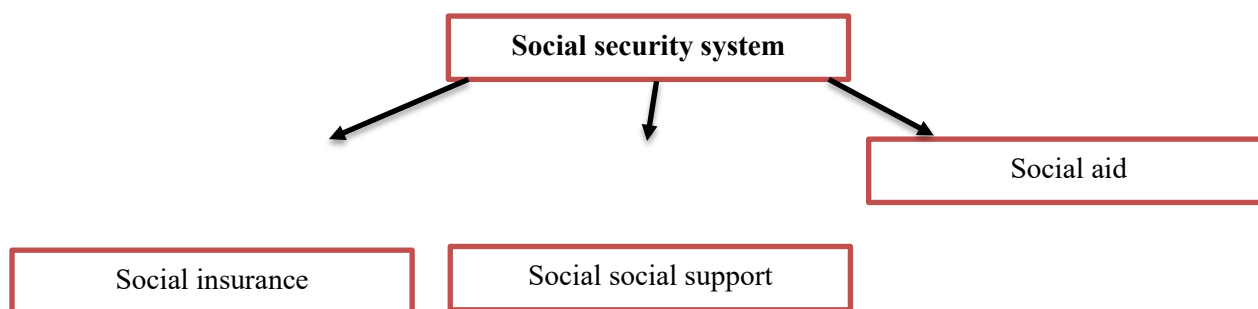 Social security system
Social aid
Social insurance
Social social support